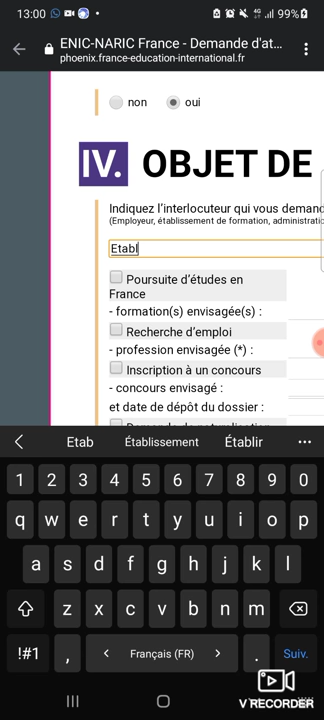 13:00 99%
ENIC-NARIC France - Demande d'at...
phoenix.france-education-international.fr
non oui
IV. OBJET DE
Indiquez l'interlocuteur qui vous demand
(Employeur, établissement de formation, administratio
Etabl
Poursuite d'études en
France
- formation(s) envisagée(s) :
Recherche d'emploi
- profession envisagée (*) :
Inscription à un concours
- concours envisagé :
et date de dépôt du dossier :
Etab Établissement Établir
1 2 3 4 5 6 7 8 9 0
q w e r t y u i o p
a s d f g h j k l
z x c v b n m
!#1 , Français (FR) . Suiv.
V RECORDER